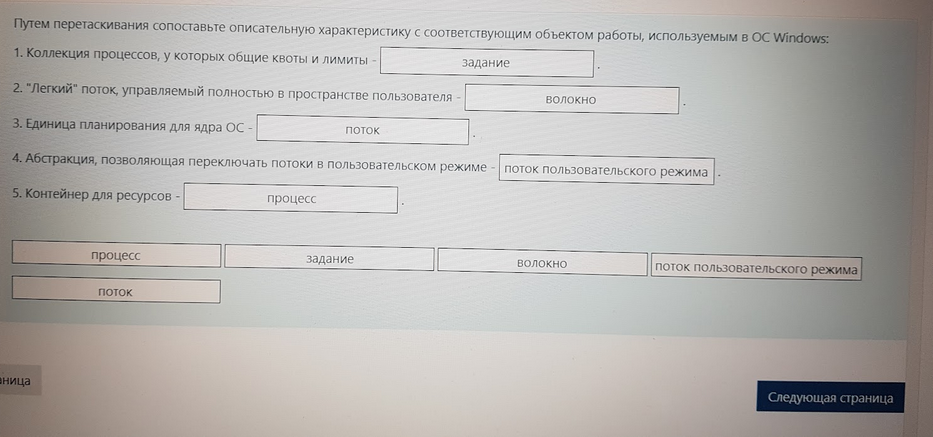 Путем перетаскивания сопоставьте описательную характеристику с соответствующим объектом работы, используемым в ОС Windows:
1. Коллекция процессов, у которых общие квоты и лимиты - задание .
2. "Легкий" поток, управляемый полностью в пространстве пользователя - волокно .
3. Единица планирования для ядра ОС - поток .
4. Абстракция, позволяющая переключать потоки в пользовательском режиме - поток пользовательского режима .
5. Контейнер для ресурсов - процесс .
процесс задание волокно поток пользовательского режима
поток
Следующая страница